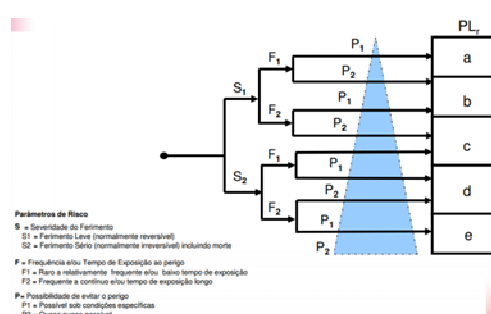 PLr
P1
F1
a
P2
S1
P1
b
F2
P2
c
F1
P1
S2
P2
d
F2
P1
e
P2
Parâmetros de Risco
S = Severidade do Ferimento
S1 = Ferimento Leve (normalmente reversível)
S2 = Ferimento Sério (normalmente irreversível) incluindo morte
F = Frequência e/ou Tempo de Exposição ao perigo
F1 = Raro a relativamente frequente e/ou baixo tempo de exposição
F2 = Frequente a contínuo e/ou tempo de exposição longo
P= Possibilidade de evitar o perigo
P1 = Possível sob condições específicas